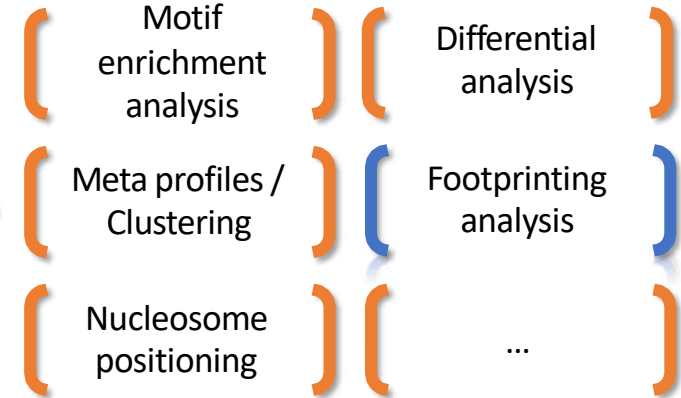 Motif
enrichment
analysis
Differential
analysis
Meta profiles /
Clustering
Footprinting
analysis
Nucleosome
positioning
...